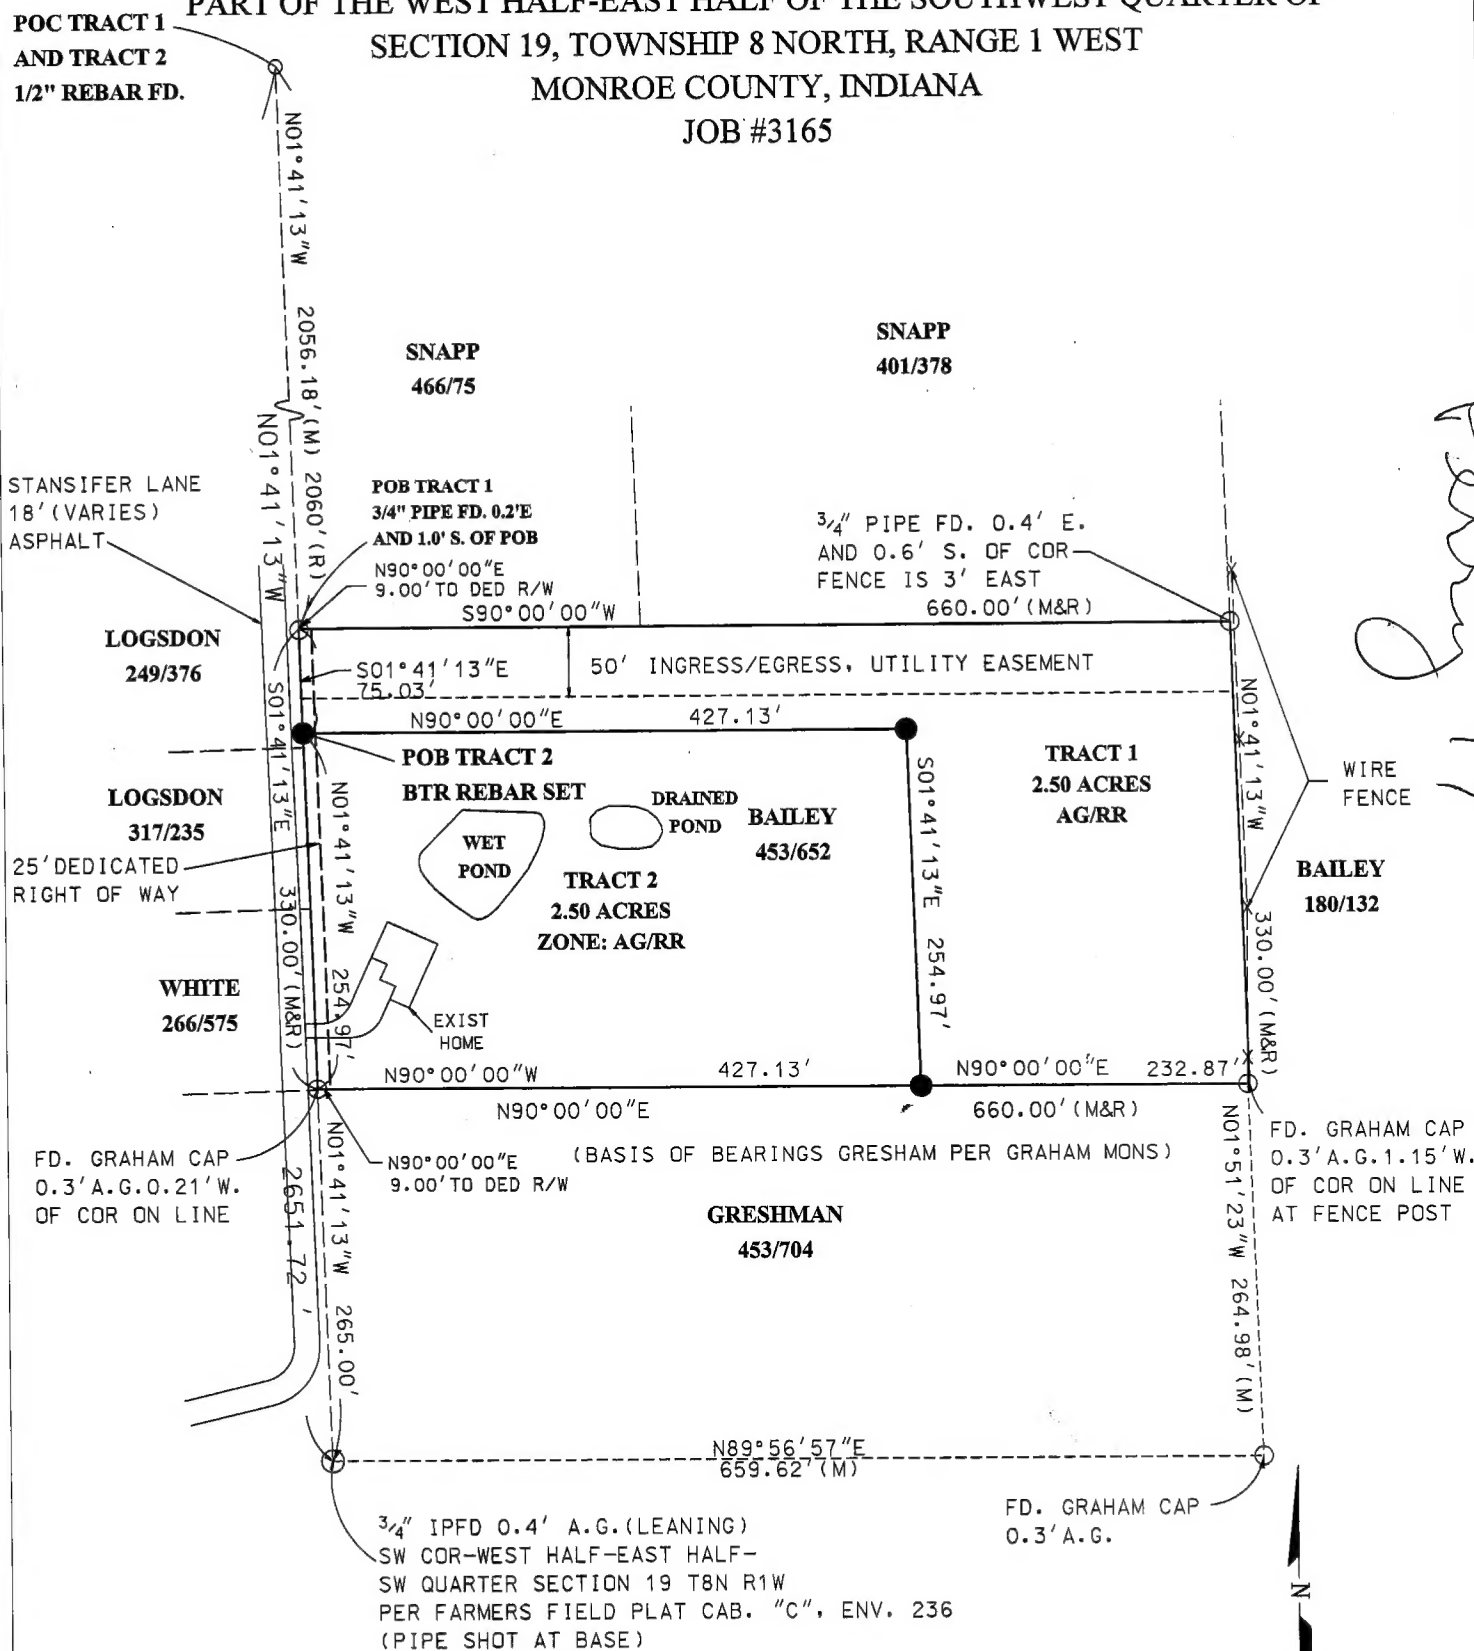 PART OF THE WEST HALF-EAST HALF OF THE SOUTHWEST QUARTER OF
SECTION 19, TOWNSHIP 8 NORTH, RANGE 1 WEST
MONROE COUNTY, INDIANA
JOB #3165
POC TRACT 1
AND TRACT 2
1/2" REBAR FD.
N01°41'13"W 2056.18'(M) 2060'(R)
SNAPP
466/75
SNAPP
401/378
N01°41'13"W
STANSIFER LANE
18'(VARIES)
ASPHALT
POB TRACT 1
3/4" PIPE FD. 0.2'E
AND 1.0' S. OF POB
N90°00'00"E
9.00'TO DED R/W
3/4" PIPE FD. 0.4' E.
AND 0.6' S. OF COR
FENCE IS 3' EAST
S90°00'00"W
660.00'(M&R)
LOGSDON
249/376
S01°41'13"E
75.03'
50' INGRESS/EGRESS, UTILITY EASEMENT
N90°00'00"E 427.13'
S01°41'13"E 330.00'(M&R)
POB TRACT 2
BTR REBAR SET
TRACT 1
2.50 ACRES
AG/RR
N01°41'13"W 330.00'(M&R)
WIRE
FENCE
LOGSDON
317/235
WET
POND
DRAINED
POND
BAILEY
453/652
S01°41'13"E 254.97'
25'DEDICATED
RIGHT OF WAY
N01°41'13"W 254.97'
TRACT 2
2.50 ACRES
ZONE: AG/RR
BAILEY
180/132
WHITE
266/575
EXIST
HOME
N90°00'00"W 427.13'
N90°00'00"E 232.87'
N90°00'00"E
660.00'(M&R)
(BASIS OF BEARINGS GRESHAM PER GRAHAM MONS)
FD. GRAHAM CAP
0.3'A.G.0.21'W.
OF COR ON LINE
2651.72'
N90°00'00"E
9.00'TO DED R/W
N01°41'13"W 265.00'
FD. GRAHAM CAP
0.3'A.G.1.15'W.
OF COR ON LINE
AT FENCE POST
N01°51'23"W 264.98'(M)
GRESHMAN
453/704
N89°56'57"E
659.62'(M)
FD. GRAHAM CAP
0.3'A.G.
3/4" IPFD 0.4' A.G.(LEANING)
SW COR-WEST HALF-EAST HALF-
SW QUARTER SECTION 19 T8N R1W
PER FARMERS FIELD PLAT CAB. "C", ENV. 236
(PIPE SHOT AT BASE)
N